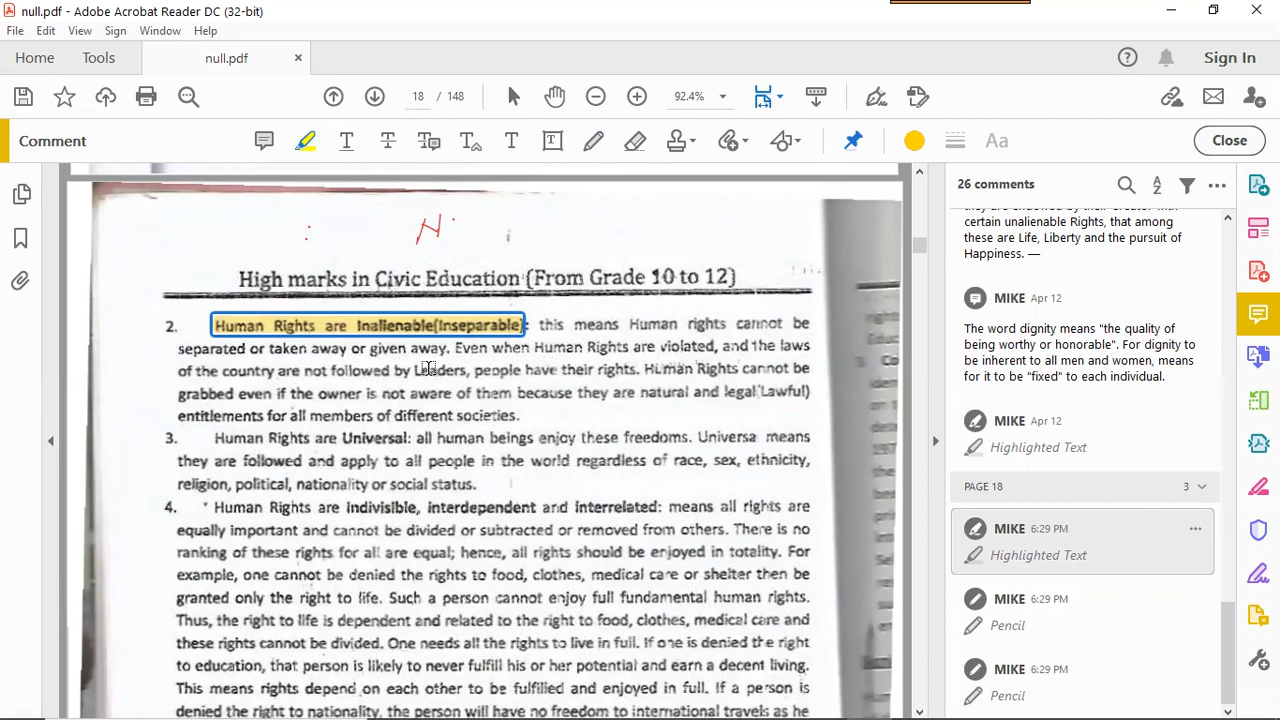 null.pdf - Adobe Acrobat Reader DC (32-bit)
File Edit View Sign Window Help
Home Tools null.pdf × Sign In
18 / 148 92.4%
Comment Close
N
High marks in Civic Education (From Grade 10 to 12)
2. Human Rights are Inalienable(Inseparable): this means Human rights cannot be
separated or taken away or given away. Even when Human Rights are violated, and the laws
of the country are not followed by Leaders, people have their rights. Human Rights cannot be
grabbed even if the owner is not aware of them because they are natural and legal Lawful)
entitlements for all members of different societies.
3. Human Rights are Universal: all human beings enjoy these freedoms. Universa means
they are followed and apply to all people in the world regardless of race, sex, ethnicity,
religion, political, nationality or social status.
4. Human Rights are indivisible, interdependent and interrelated: means all rights are
equally important and cannot be divided or subtracted or removed from others. There is no
ranking of these rights for all are equal; hence, all rights should be enjoyed in totality. For
example, one cannot be denied the rights to food, clothes, medical care or shelter then be
granted only the right to life. Such a person cannot enjoy full fundamental human rights.
Thus, the right to life is dependent and related to the right to food, clothes, medical care and
these rights cannot be divided. One needs all the rights to live in full. If one is denied the right
to education, that person is likely to never fulfill his or her potential and earn a decent living.
This means rights depend on each other to be fulfilled and enjoyed in full. If a person is
denied the right to nationality, the person will have no freedom to international travels as he
26 comments
certain unalienable Rights, that among
these are Life, Liberty and the pursuit of
Happiness. —
MIKE Apr 12
The word dignity means "the quality of
being worthy or honorable". For dignity to
be inherent to all men and women, means
for it to be "fixed" to each individual.
MIKE Apr 12
Highlighted Text
PAGE 18 3
MIKE 6:29 PM
Highlighted Text
MIKE 6:29 PM
Pencil
MIKE 6:29 PM
Pencil